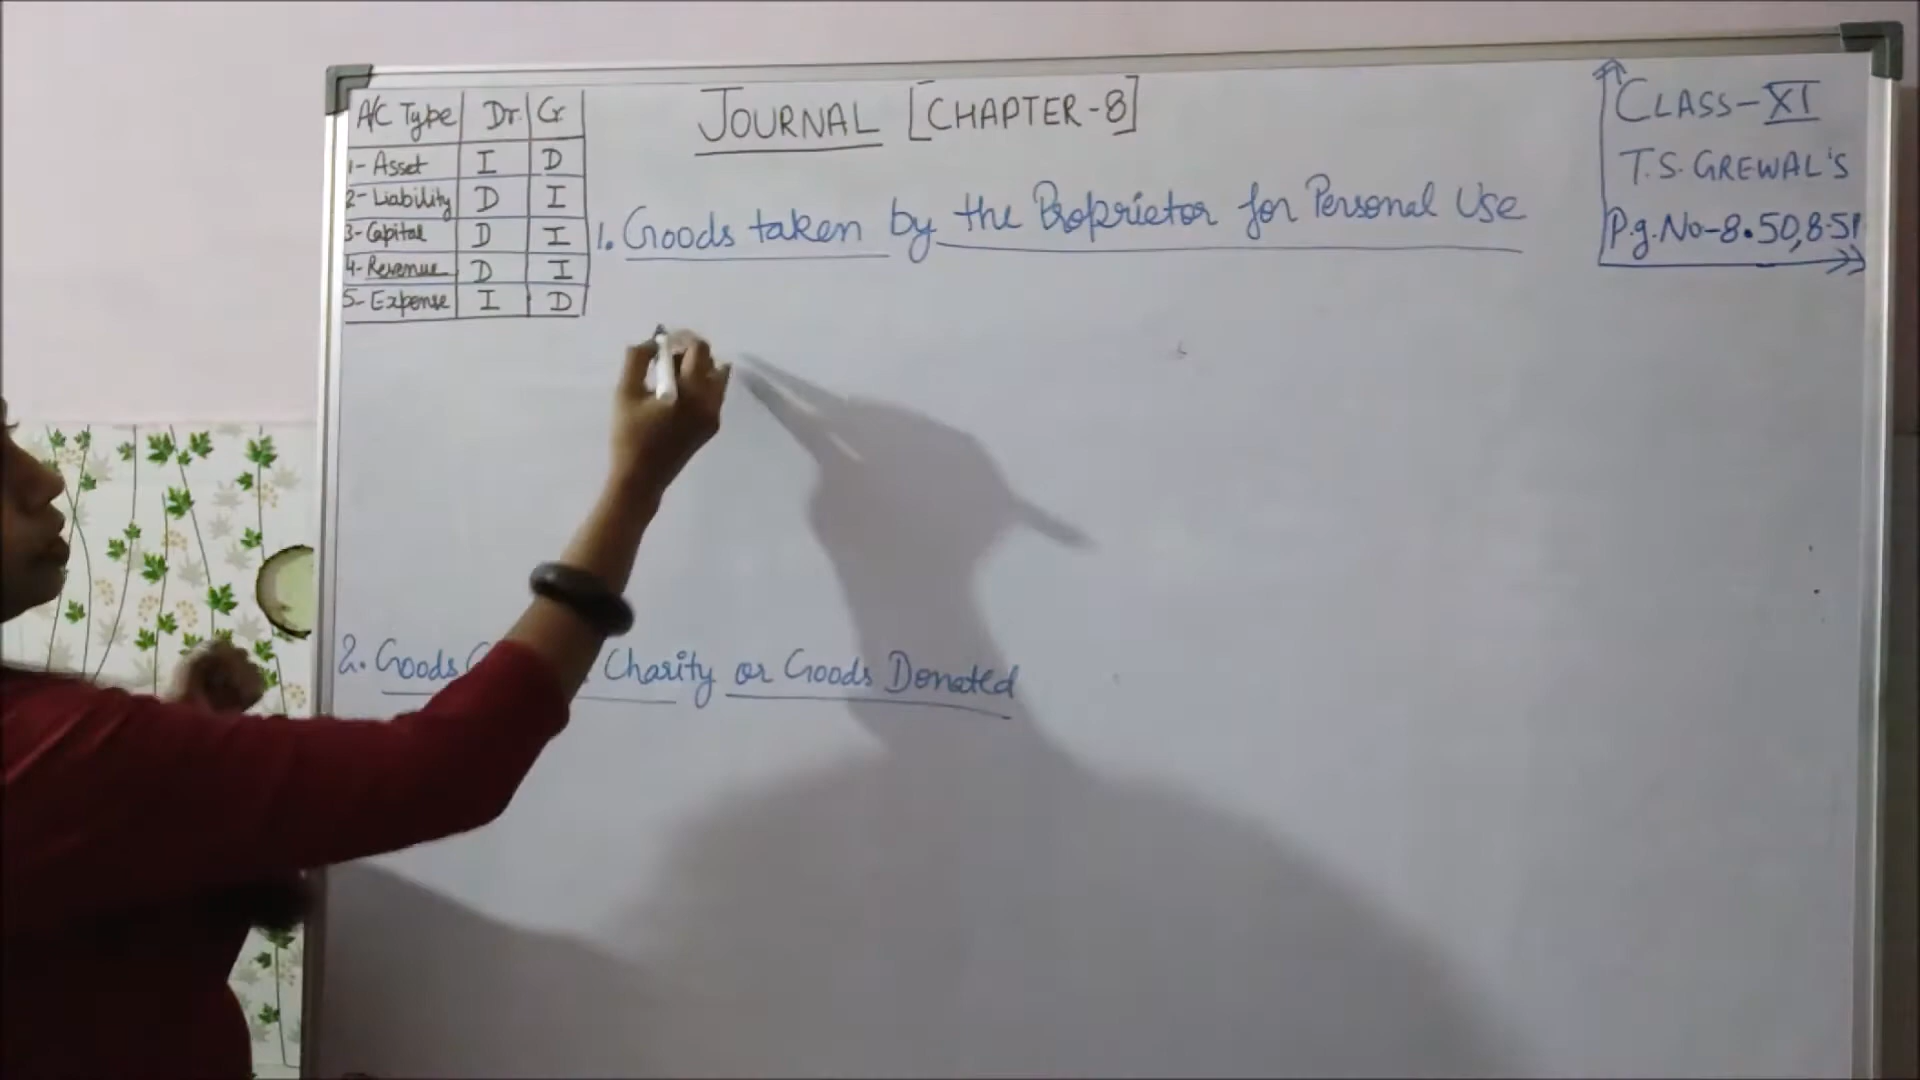 A/C Type Dr. Cr.
1- Asset I D
2- Liability D I
3- Capital D I
4- Revenue D I
5- Expense I D
JOURNAL [CHAPTER-8]
CLASS-XI
T.S. GREWAL'S
P.g.No-8.50,8.51
1. Goods taken by the Proprietor for Personal Use
2. Goods Charity or Goods Donated